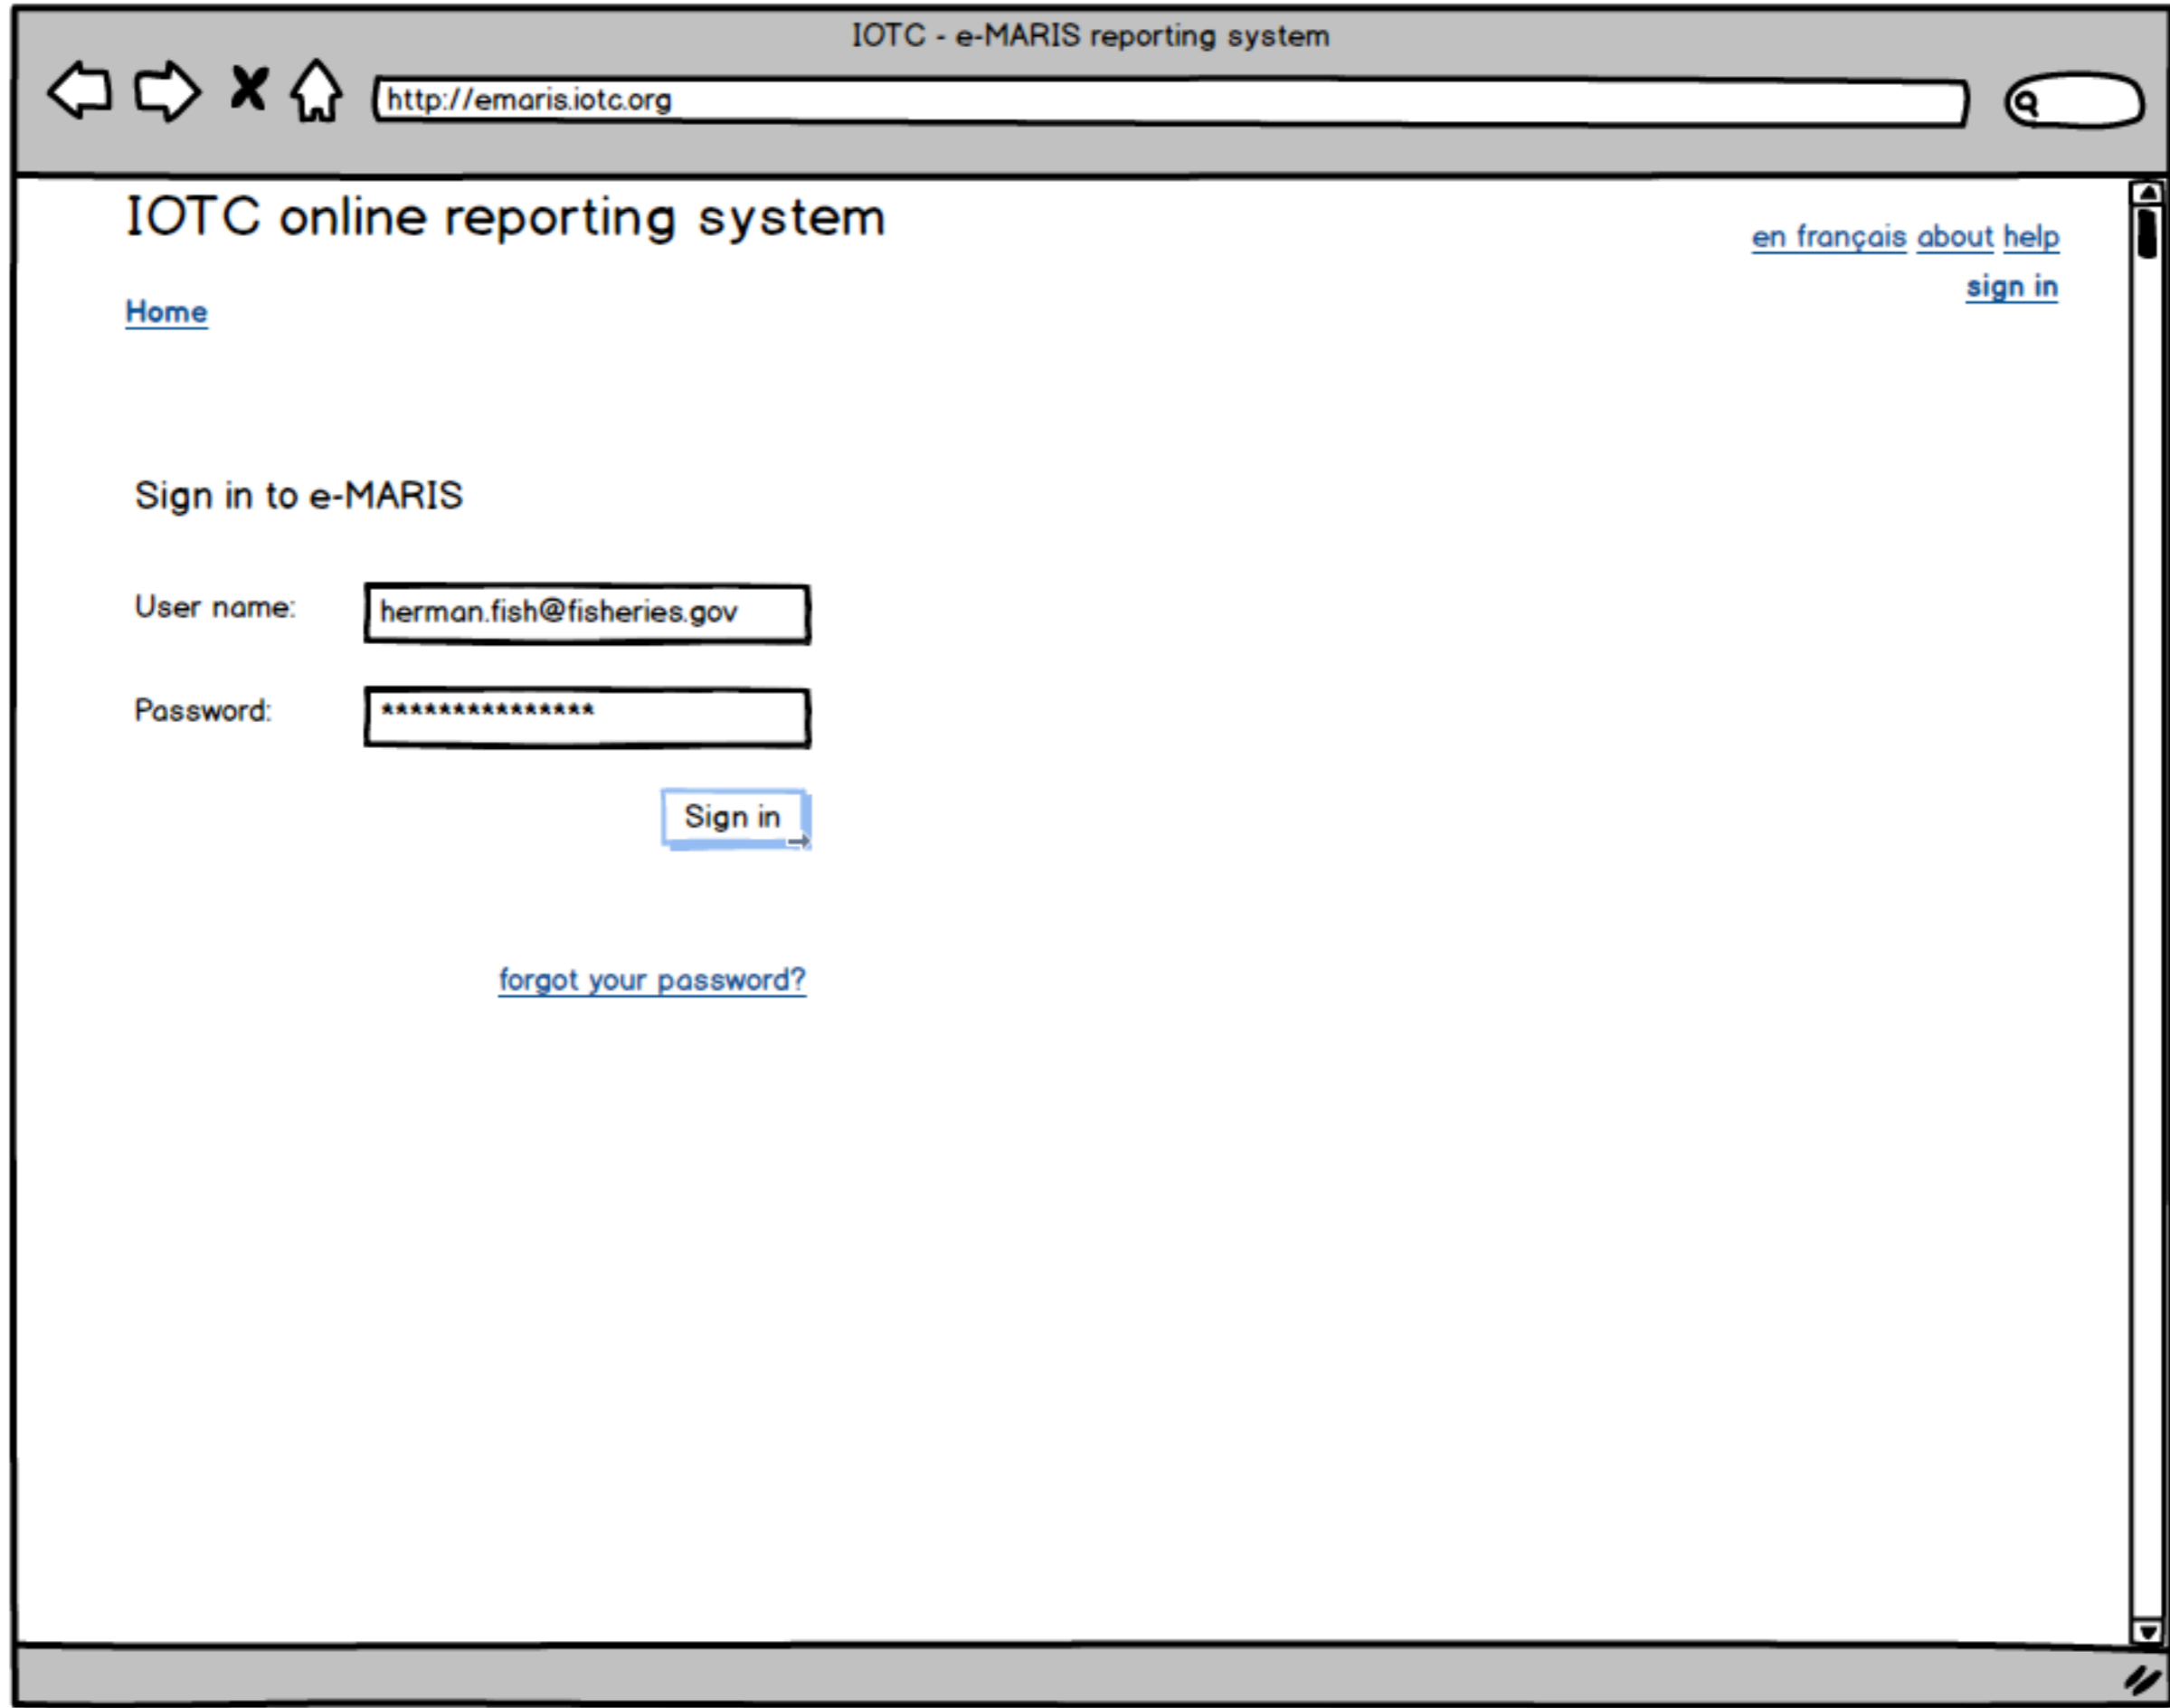 IOTC - e-MARIS reporting system
http://emaris.iotc.org
IOTC online reporting system
en français about help
sign in
Home
Sign in to e-MARIS
User name: herman.fish@fisheries.gov
Password: ***************
Sign in
forgot your password?